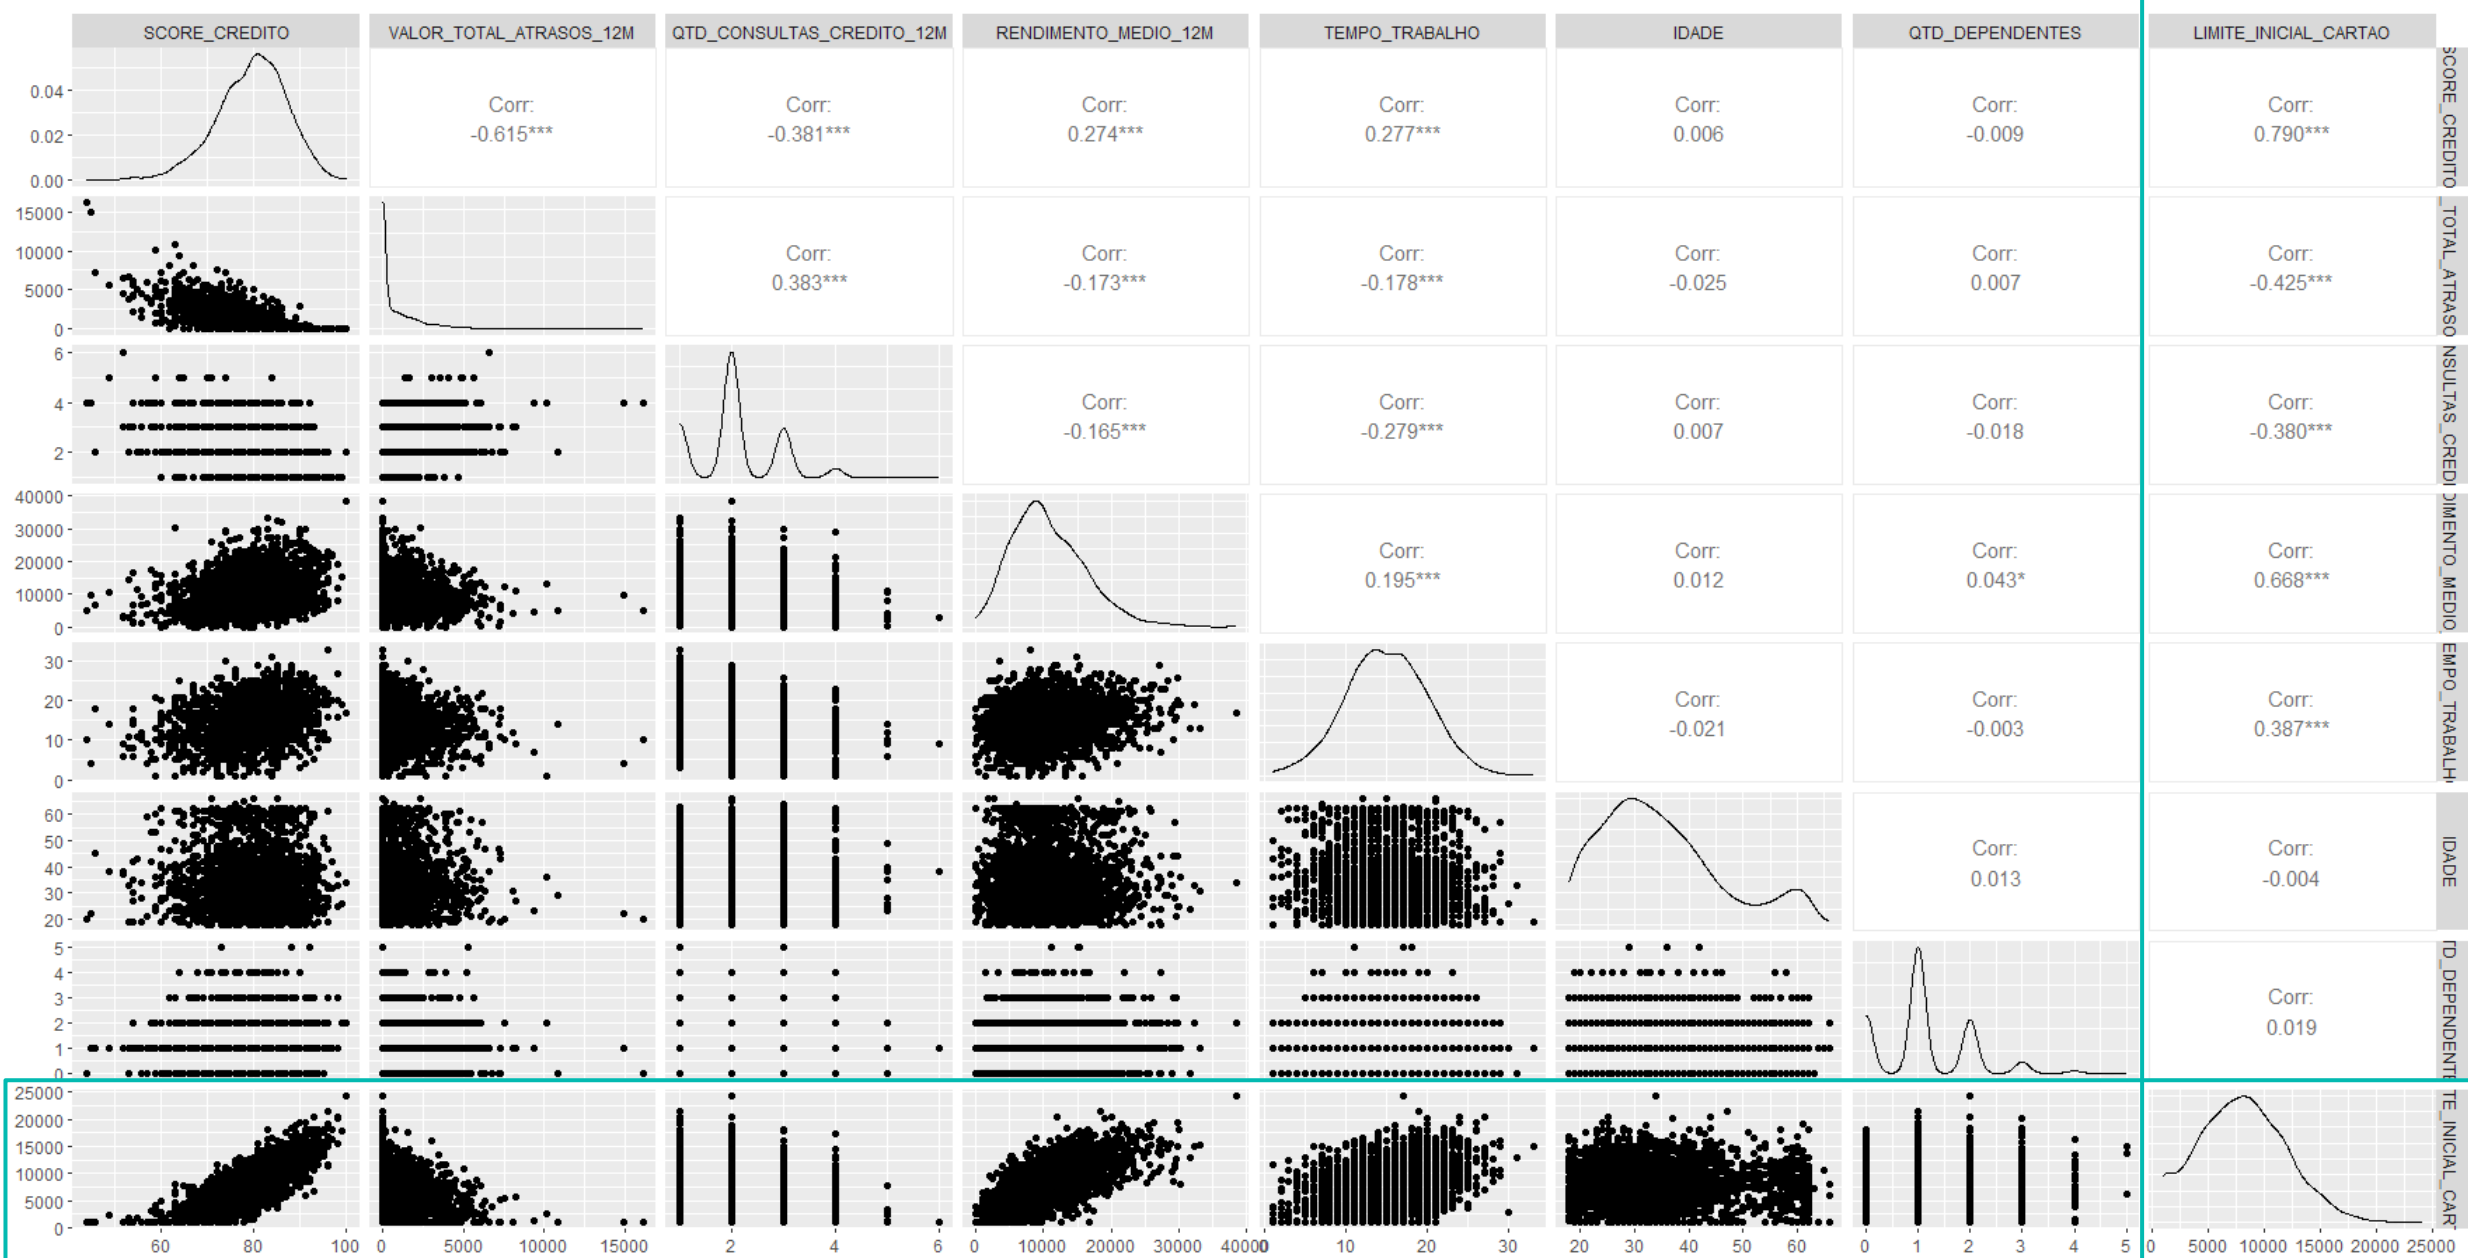 SCORE_CREDITO VALOR_TOTAL_ATRASOS_12M QTD_CONSULTAS_CREDITO_12M RENDIMENTO_MEDIO_12M TEMPO_TRABALHO IDADE QTD_DEPENDENTES LIMITE_INICIAL_CARTAO
0.04
0.02
0.00
Corr: Corr: Corr: Corr: Corr: Corr: Corr:
-0.615*** -0.381*** 0.274*** 0.277*** 0.006 -0.009 0.790***
SCORE_CREDITO
15000
10000
5000
0
Corr: Corr: Corr: Corr: Corr: Corr:
0.383*** -0.173*** -0.178*** -0.025 0.007 -0.425***
_TOTAL_ATRASO
6
4
2
Corr: Corr: Corr: Corr: Corr:
-0.165*** -0.279*** 0.007 -0.018 -0.380***
NSULTAS_CREDI
40000
30000
20000
10000
0
Corr: Corr: Corr: Corr:
0.195*** 0.012 0.043* 0.668***
DIMENTO_MEDIO_
30
20
10
0
Corr: Corr: Corr:
-0.021 -0.003 0.387***
EMPO_TRABALH
60
50
40
30
20
Corr: Corr:
0.013 -0.004
IDADE
5
4
3
2
1
0
Corr:
0.019
TD_DEPENDENTE
25000
20000
15000
10000
5000
0
TE_INICIAL_CAR
60 80 100 0 5000 10000 15000 2 4 6 0 10000 20000 30000 40000 0 10 20 30 20 30 40 50 60 0 1 2 3 4 5 0 5000 10000 15000 20000 25000